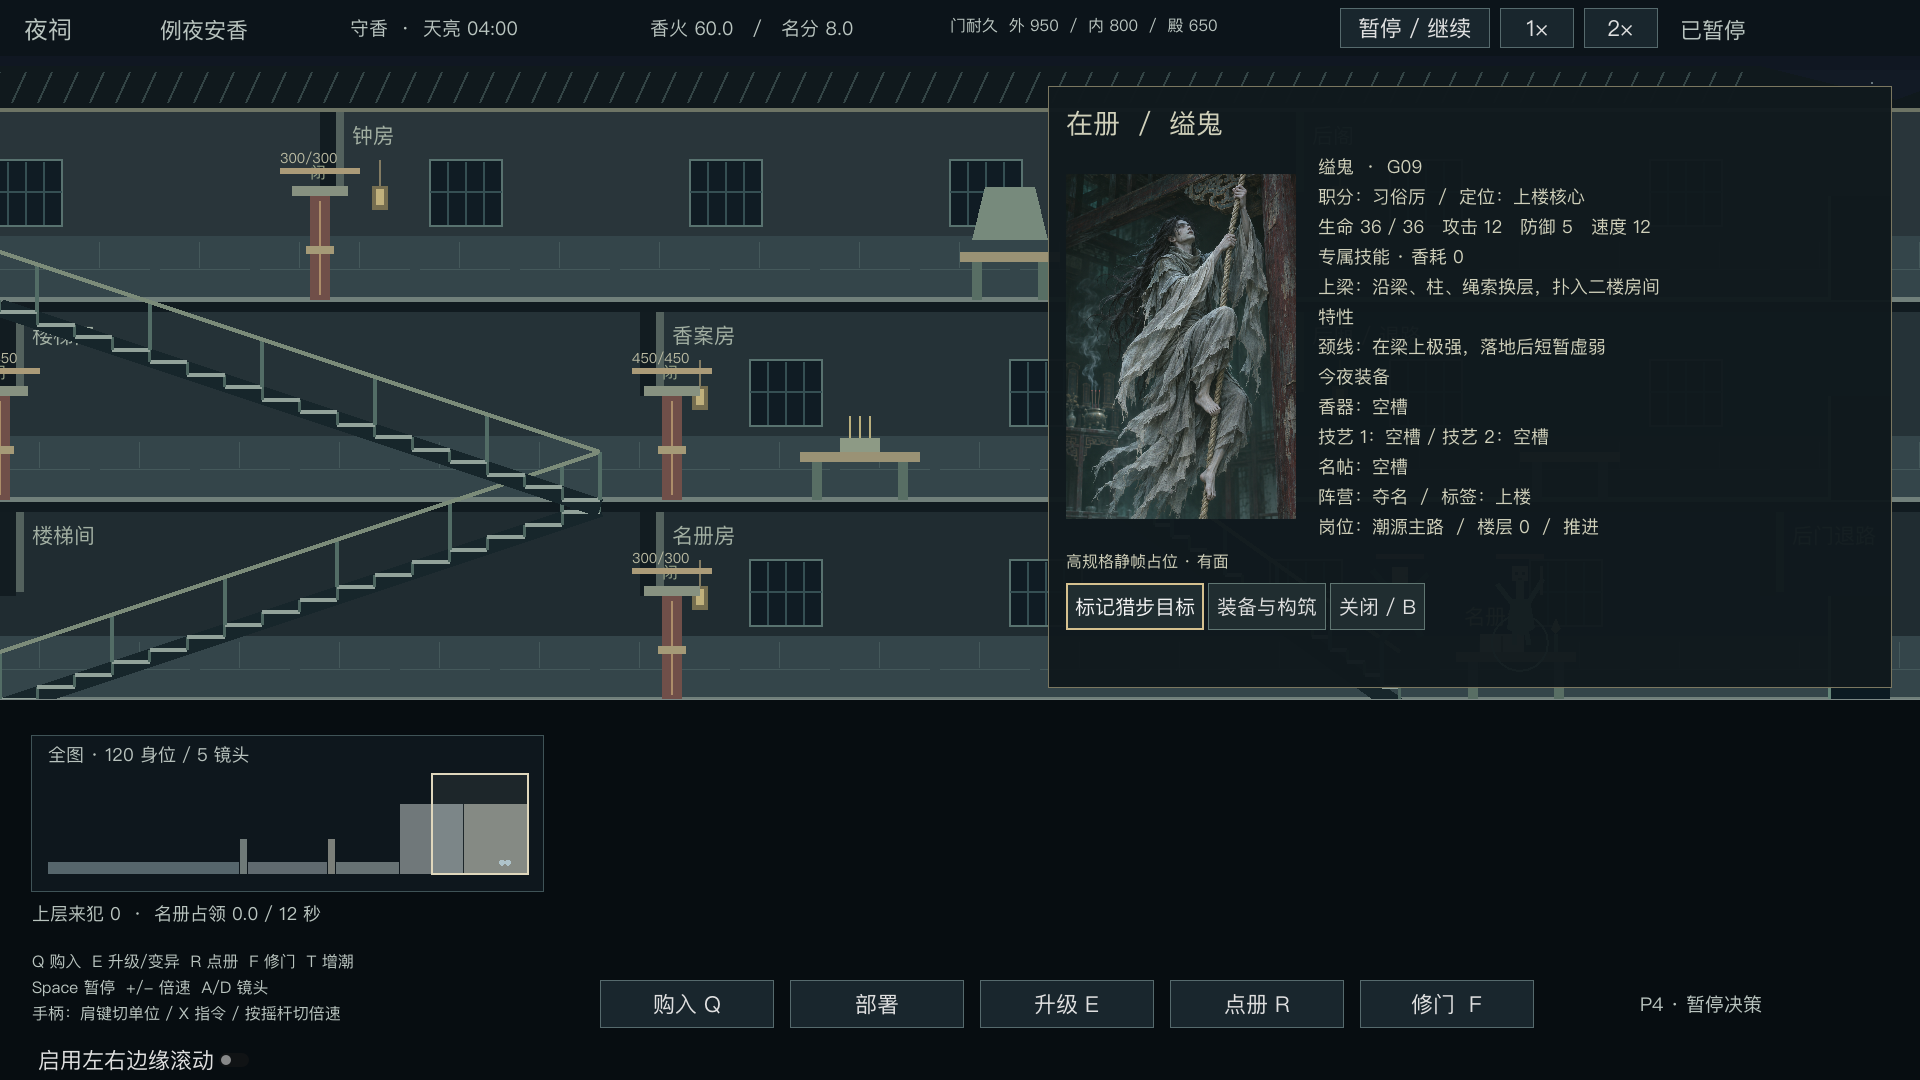 夜祠
例夜安香
守香 · 天亮 04:00
香火 60.0 / 名分 8.0
门耐久 外 950 / 内 800 / 殿 650
暂停 / 继续
1×
2×
已暂停
钟房
300/300
闭
在册 / 缢鬼
缢鬼 · G09
职分：习俗厉 / 定位：上楼核心
生命 36 / 36 攻击 12 防御 5 速度 12
专属技能 · 香耗 0
上梁：沿梁、柱、绳索换层，扑入二楼房间
特性
颈线：在梁上极强，落地后短暂虚弱
今夜装备
香器：空槽
技艺 1：空槽 / 技艺 2：空槽
名帖：空槽
阵营：夺名 / 标签：上楼
岗位：潮源主路 / 楼层 0 / 推进
高规格静帧占位 · 有面
标记猎步目标
装备与构筑
关闭 / B
香案房
450/450
闭
楼梯间
名册房
300/300
闭
后门退路
名册
全图 · 120 身位 / 5 镜头
上层来犯 0 · 名册占领 0.0 / 12 秒
Q 购入 E 升级/变异 R 点册 F 修门 T 增潮
Space 暂停 +/− 倍速 A/D 镜头
手柄：肩键切单位 / X 指令 / 按摇杆切倍速
启用左右边缘滚动
购入 Q
部署
升级 E
点册 R
修门 F
P4 · 暂停决策